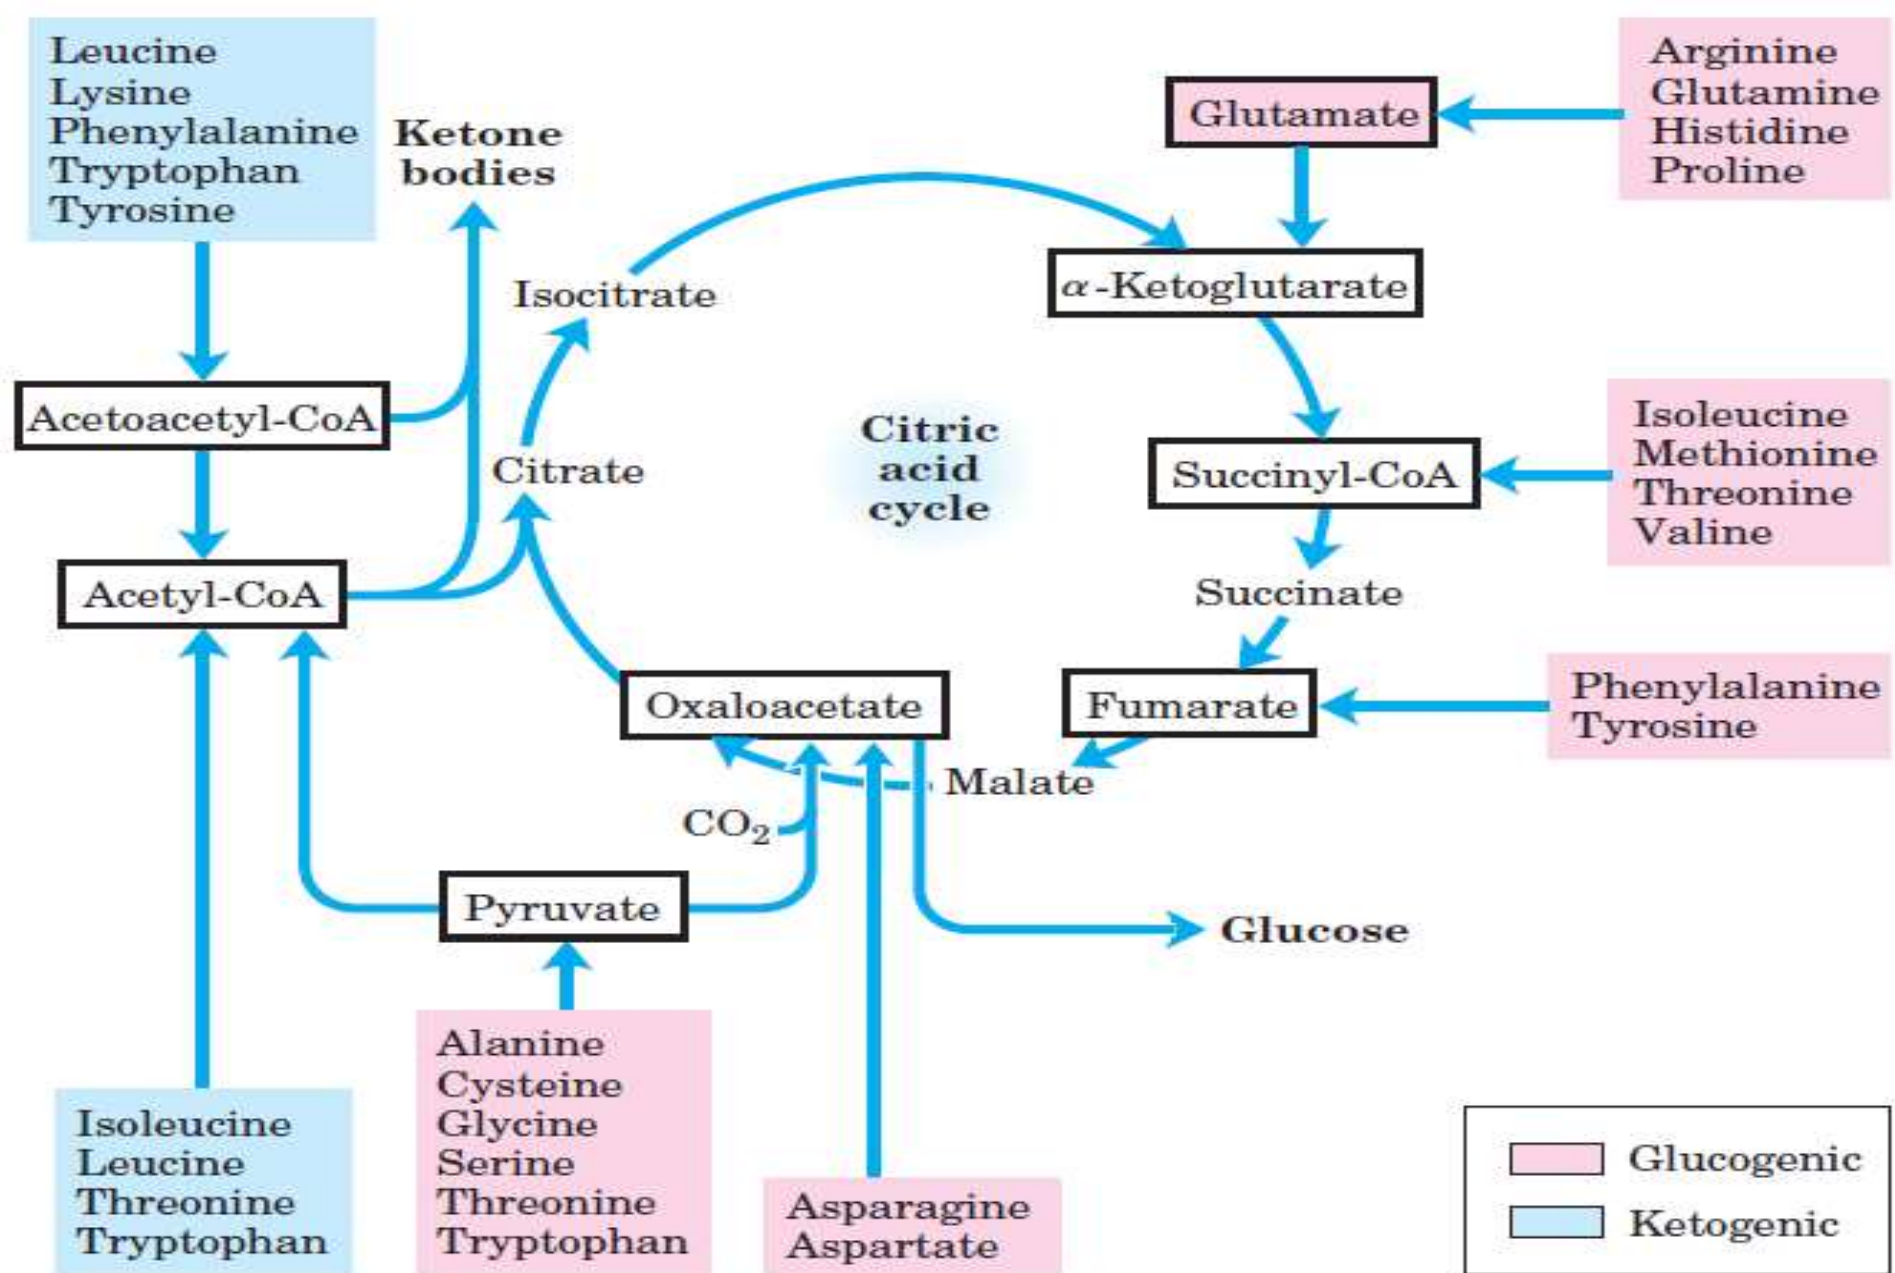 Leucine
Lysine
Phenylalanine
Tryptophan
Tyrosine
Ketone
bodies
Glutamate
Arginine
Glutamine
Histidine
Proline
Isocitrate
α-Ketoglutarate
Acetoacetyl-CoA
Citric
acid
cycle
Citrate
Succinyl-CoA
Isoleucine
Methionine
Threonine
Valine
Acetyl-CoA
Succinate
Oxaloacetate
Fumarate
Phenylalanine
Tyrosine
Malate
CO₂
Pyruvate
Glucose
Isoleucine
Leucine
Threonine
Tryptophan
Alanine
Cysteine
Glycine
Serine
Threonine
Tryptophan
Asparagine
Aspartate
Glucogenic
Ketogenic